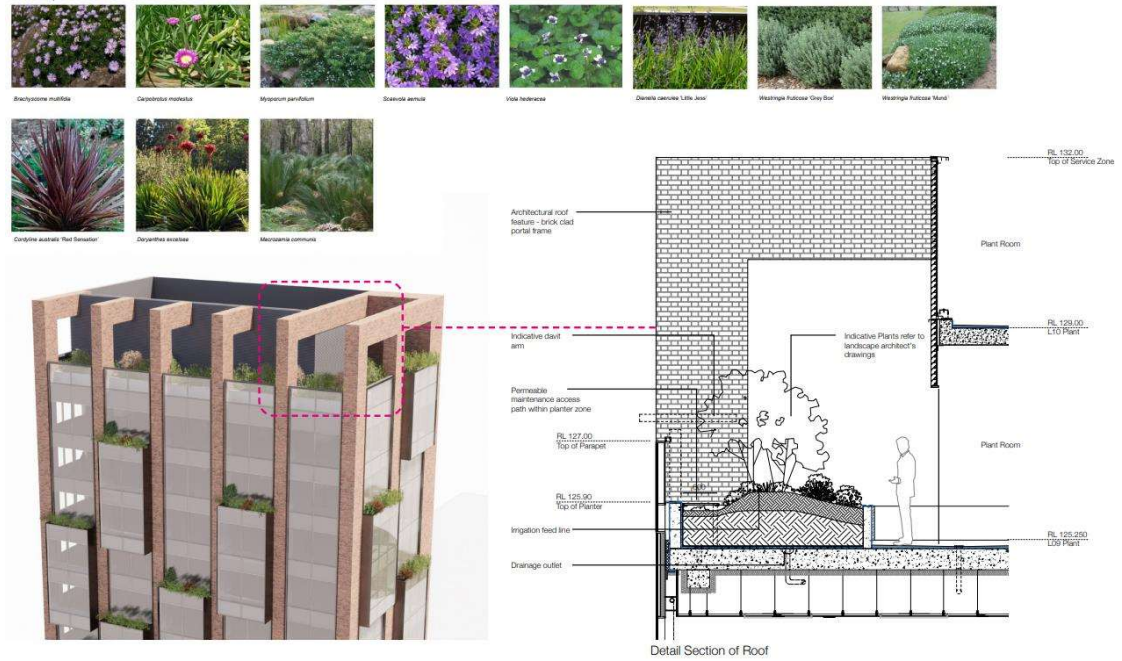 Brachyscome multifida
Carpobrotus modestus
Myoporum parvifolium
Scaevola aemula
Viola hederacea
Dianella caerulea 'Little Jess'
Westringia fruticosa 'Grey Box'
Westringia fruticosa 'Mundi'
Cordyline australis 'Red Sensation'
Doryanthes excelsea
Macrozamia communis
RL 132.00
Top of Service Zone
Architectural roof
feature - brick clad
portal frame
Plant Room
RL 129.00
L10 Plant
Indicative davit
arm
Indicative Plants refer to
landscape architect's
drawings
Permeable
maintenance access
path within planter
zone
RL 127.00
Top of Parapet
Plant Room
RL 125.90
Top of Planter
Irrigation feed line
RL 125.250
L09 Plant
Drainage outlet
Detail Section of Roof